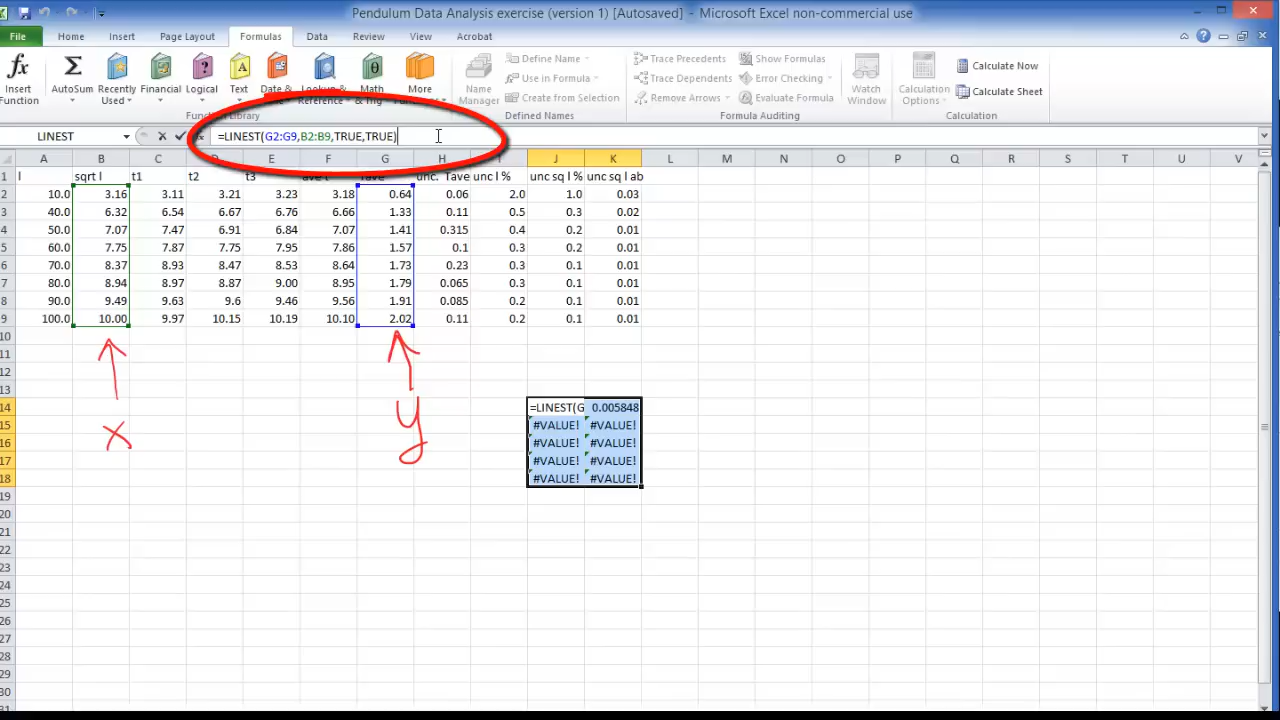 Pendulum Data Analysis exercise (version 1) [Autosaved] - Microsoft Excel non-commercial use
File Home Insert Page Layout Formulas Data Review View Acrobat
Insert Function
AutoSum
Recently Used
Financial
Logical
Text
Date &
Lookup & Reference
Math & Trig
More
Function Library
Name Manager
Define Name
Use in Formula
Create from Selection
Defined Names
Trace Precedents
Trace Dependents
Remove Arrows
Show Formulas
Error Checking
Formula Auditing
Watch Window
Calculation Options
Calculate Now
Calculate Sheet
Calculation
LINEST =LINEST(G2:G9,B2:B9,TRUE,TRUE)
A B C D E F G H I J K L M N O P Q R S T U V
1 l sqrt l t1 t2 t3 ave t Tave unc. Tave unc l % unc sq l % unc sq l ab
2 10.0 3.16 3.11 3.21 3.23 3.18 0.64 0.06 2.0 1.0 0.03
3 40.0 6.32 6.54 6.67 6.76 6.66 1.33 0.11 0.5 0.3 0.02
4 50.0 7.07 7.47 6.91 6.84 7.07 1.41 0.315 0.4 0.2 0.01
5 60.0 7.75 7.87 7.75 7.95 7.86 1.57 0.1 0.3 0.2 0.01
6 70.0 8.37 8.93 8.47 8.53 8.64 1.73 0.23 0.3 0.1 0.01
7 80.0 8.94 8.97 8.87 9.00 8.95 1.79 0.065 0.3 0.1 0.01
8 90.0 9.49 9.63 9.6 9.46 9.56 1.91 0.085 0.2 0.1 0.01
9 100.0 10.00 9.97 10.15 10.19 10.10 2.02 0.11 0.2 0.1 0.01
10
11
12
13
14 =LINEST(G 0.005848
15 #VALUE! #VALUE!
16 #VALUE! #VALUE!
17 #VALUE! #VALUE!
18 #VALUE! #VALUE!
19
20
21
22
23
24
25
26
27
28
29
30
31
x
y